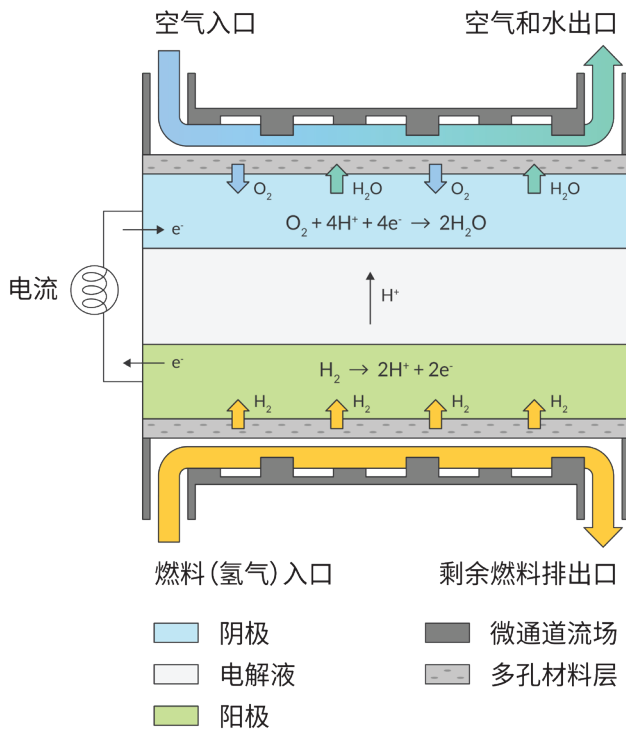 空气入口
空气和水出口
O₂
H₂O
O₂
H₂O
e⁻
O₂ + 4H⁺ + 4e⁻ → 2H₂O
电流
H⁺
e⁻
H₂ → 2H⁺ + 2e⁻
H₂
H₂
H₂
H₂
燃料（氢气）入口
剩余燃料排出口
阴极
微通道流场
电解液
多孔材料层
阳极